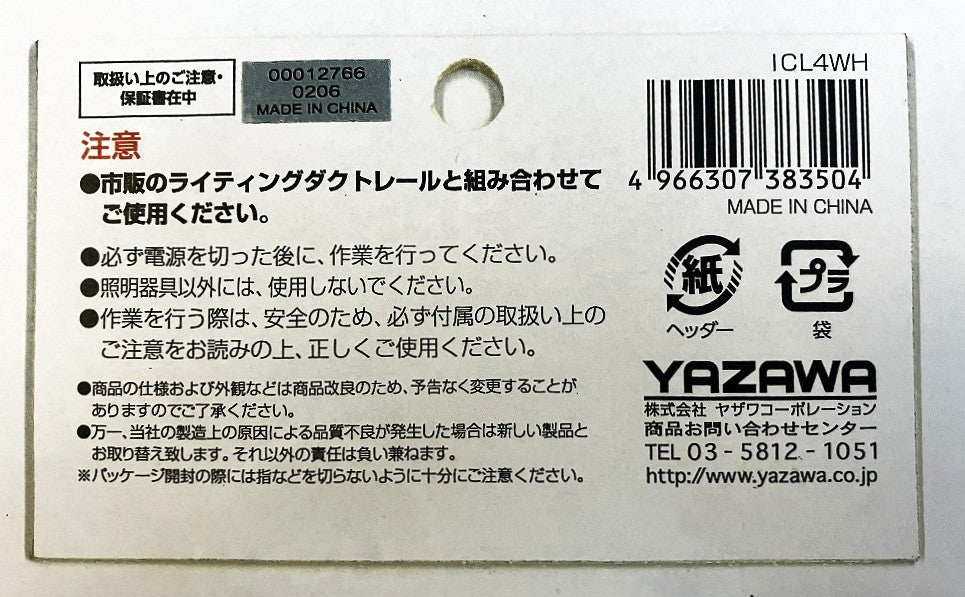 取扱い上のご注意・
保証書在中
00012766
0206
MADE IN CHINA
注意
●市販のライティングダクトレールと組み合わせて
ご使用ください。
●必ず電源を切った後に、作業を行ってください。
●照明器具以外には、使用しないでください。
●作業を行う際は、安全のため、必ず付属の取扱い上の
ご注意をお読みの上、正しくご使用ください。
●商品の仕様および外観などは商品改良のため、予告なく変更することが
ありますのでご了承ください。
●万一、当社の製造上の原因による品質不良が発生した場合は新しい製品と
お取り替え致します。それ以外の責任は負い兼ねます。
※パッケージ開封の際には指などを切らないように十分にご注意ください。
ICL4WH
4 966307 383504
MADE IN CHINA
紙
ヘッダー
プラ
袋
YAZAWA
株式会社 ヤザワコーポレーション
商品お問い合わせセンター
TEL 03-5812-1051
http://www.yazawa.co.jp